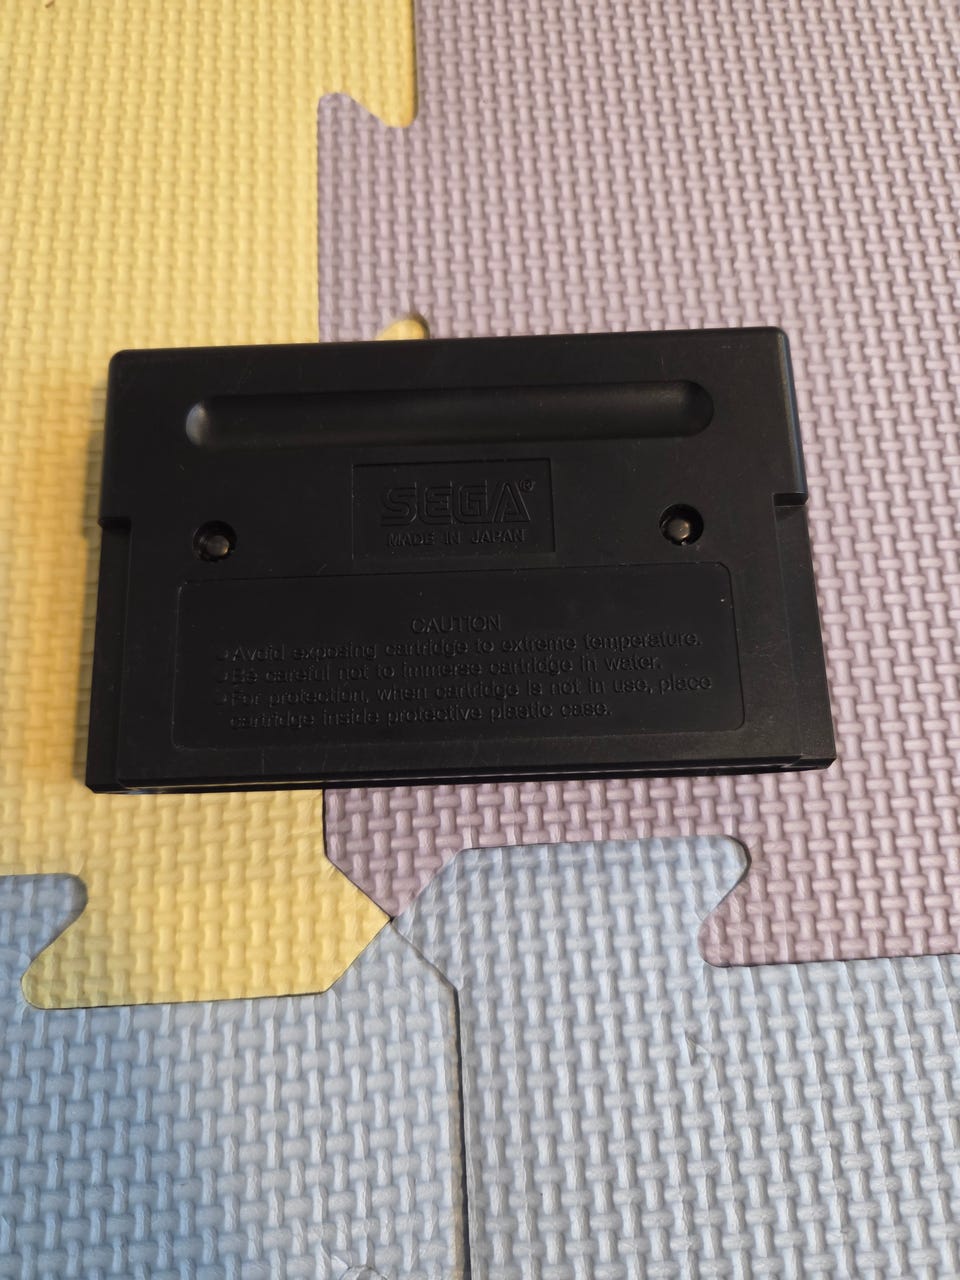 SEGA®
MADE IN JAPAN
CAUTION
• Avoid exposing cartridge to extreme temperature.
• Be careful not to immerse cartridge in water.
• For protection, when cartridge is not in use, place
cartridge inside protective plastic case.